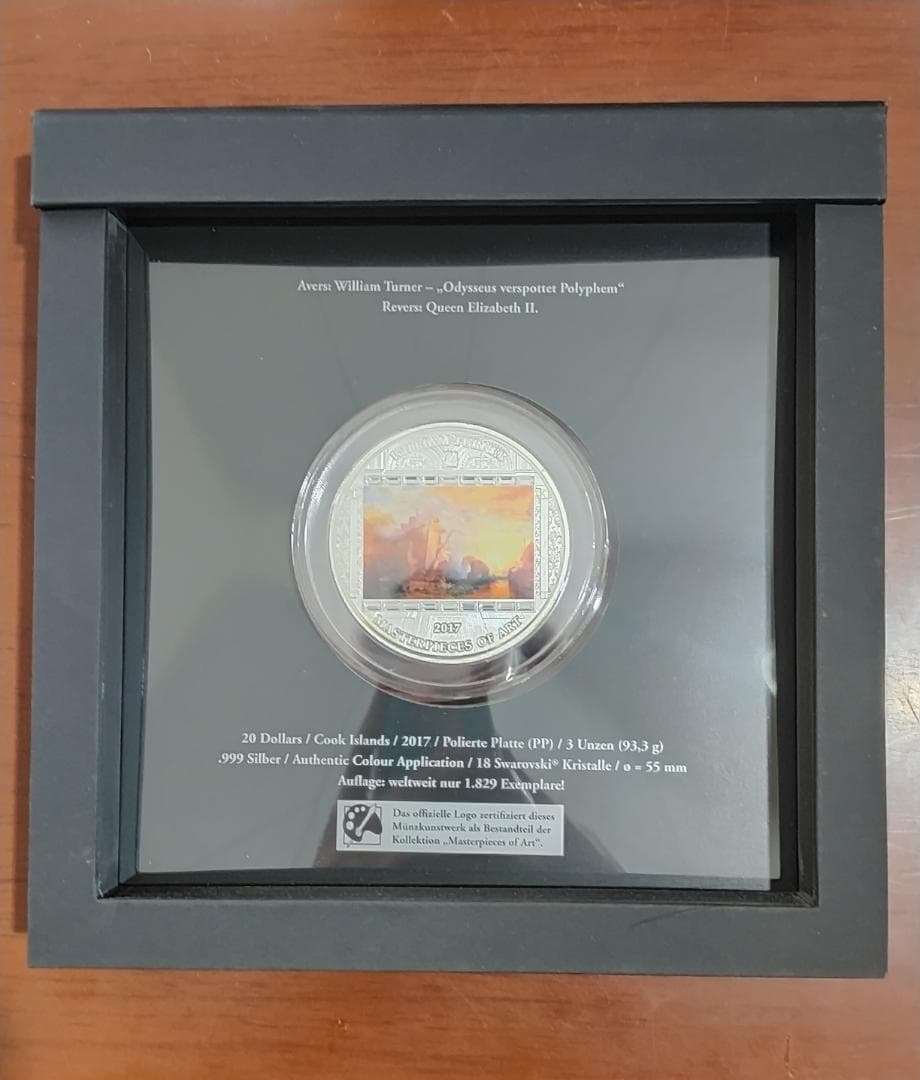 Avers: William Turner – „Odysseus verspottet Polyphem“
Revers: Queen Elizabeth II.
WILLIAM TURNER
2017
MASTERPIECES OF ART
20 Dollars / Cook Islands / 2017 / Polierte Platte (PP) / 3 Unzen (93,3 g)
.999 Silber / Authentic Colour Application / 18 Swarovski® Kristalle / ø = 55 mm
Auflage: weltweit nur 1.829 Exemplare!
Das offizielle Logo zertifiziert dieses
Münzkunstwerk als Bestandteil der
Kollektion „Masterpieces of Art“.